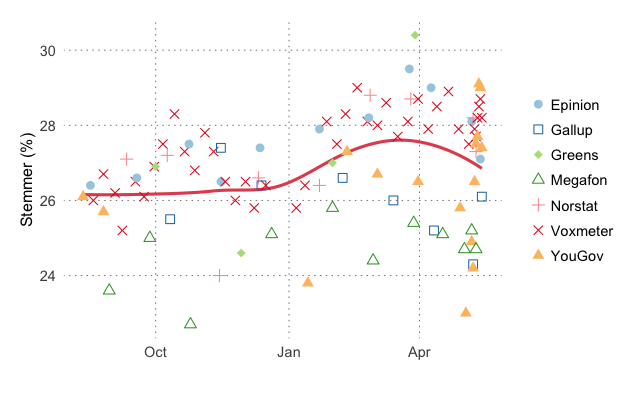 Stemmer (%)
30
28
26
24
Oct
Jan
Apr
Epinion
Gallup
Greens
Megafon
Norstat
Voxmeter
YouGov